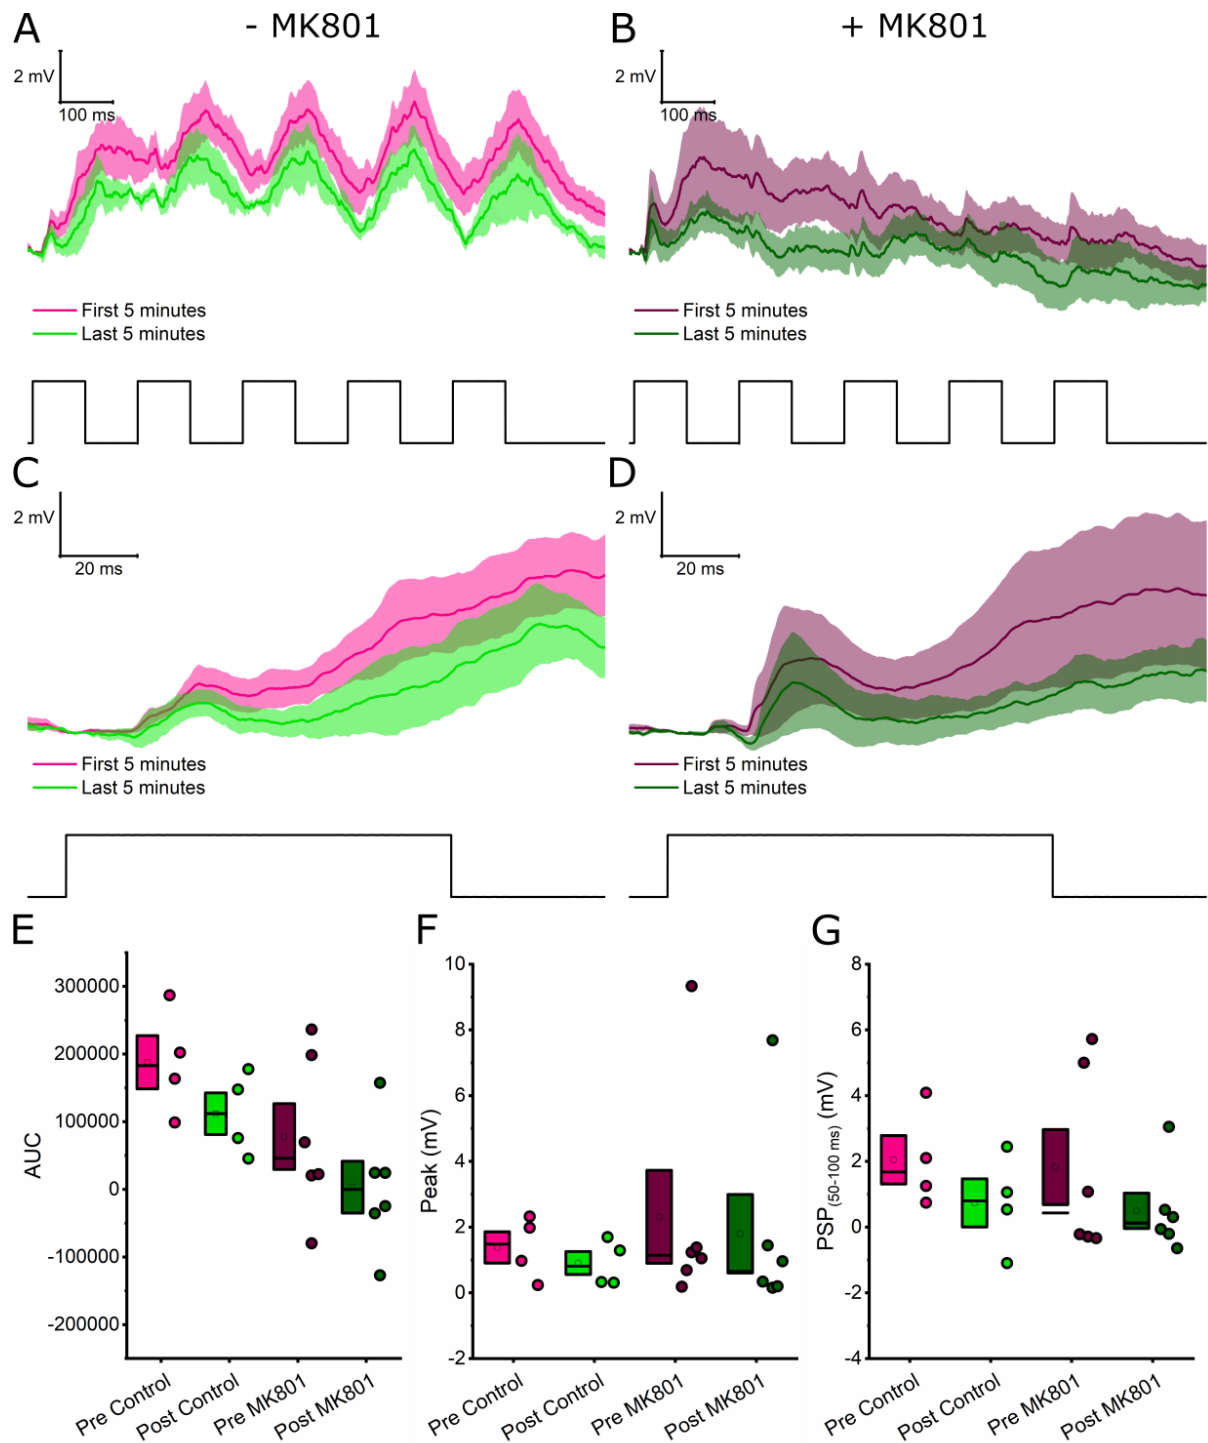 A
- MK801
B
+ MK801
2 mV
100 ms
2 mV
100 ms
First 5 minutes
Last 5 minutes
First 5 minutes
Last 5 minutes
C
D
2 mV
20 ms
2 mV
20 ms
First 5 minutes
Last 5 minutes
First 5 minutes
Last 5 minutes
E
AUC
300000
200000
100000
0
-100000
-200000
Pre Control
Post Control
Pre MK801
Post MK801
F
Peak (mV)
10
8
6
4
2
0
-2
Pre Control
Post Control
Pre MK801
Post MK801
G
PSP(50-100 ms) (mV)
8
6
4
2
0
-2
-4
Pre Control
Post Control
Pre MK801
Post MK801